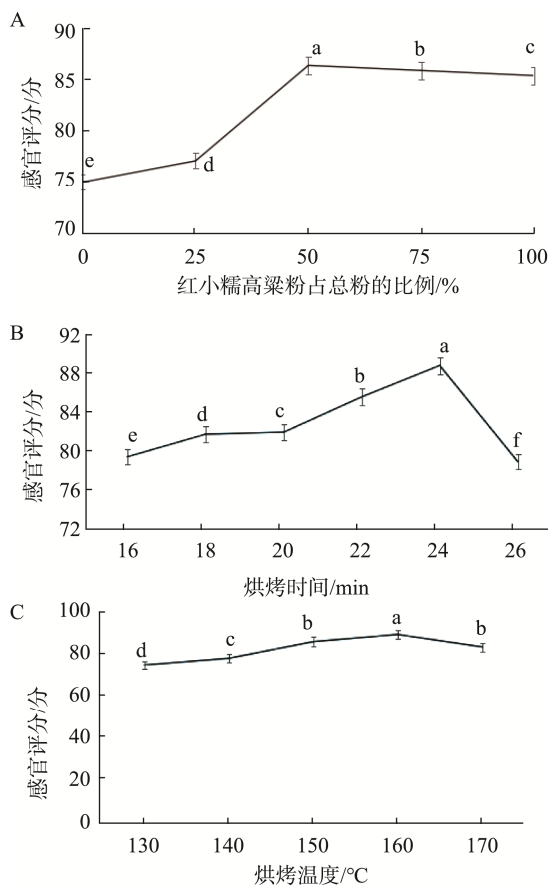 A
90
85
80
75
70
感官评分/分
e
d
a
b
c
0 25 50 75 100
红小糯高粱粉占总粉的比例/%
B
92
88
84
80
76
72
感官评分/分
e
d
c
b
a
f
16 18 20 22 24 26
烘烤时间/min
C
100
80
60
40
20
0
感官评分/分
d
c
b
a
b
130 140 150 160 170
烘烤温度/℃